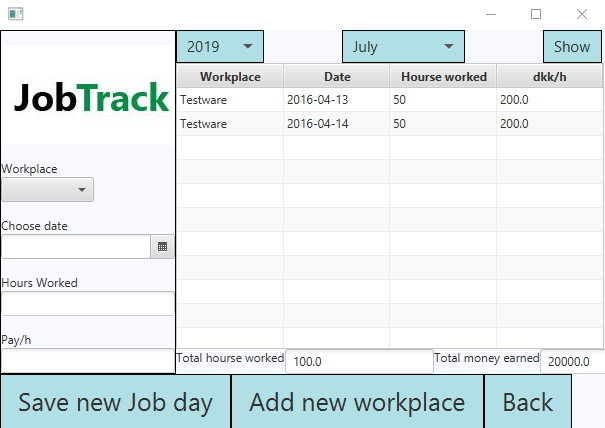 2019 July Show
JobTrack
Workplace Date Hourse worked dkk/h
Testware 2016-04-13 50 200.0
Testware 2016-04-14 50 200.0
Workplace
Choose date
Hours Worked
Pay/h
Total hourse worked 100.0 Total money earned 20000.0
Save new Job day Add new workplace Back